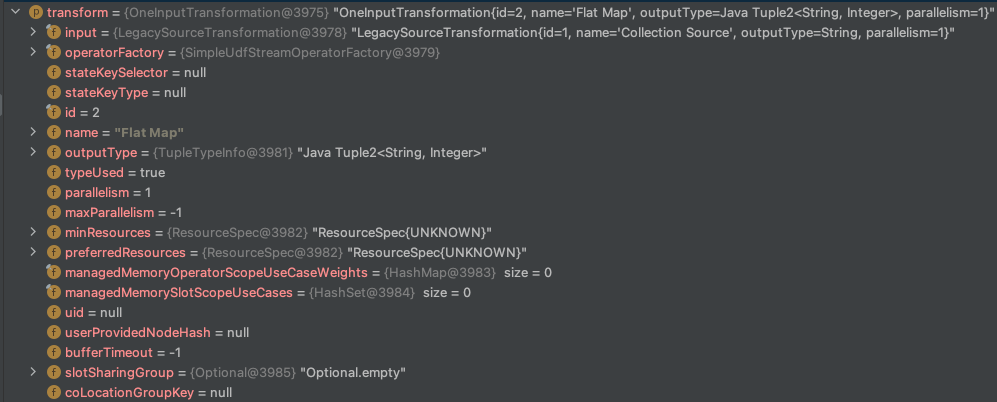 transform = {OneInputTransformation@3975} "OneInputTransformation{id=2, name='Flat Map', outputType=Java Tuple2<String, Integer>, parallelism=1}"
input = {LegacySourceTransformation@3978} "LegacySourceTransformation{id=1, name='Collection Source', outputType=String, parallelism=1}"
operatorFactory = {SimpleUdfStreamOperatorFactory@3979}
stateKeySelector = null
stateKeyType = null
id = 2
name = "Flat Map"
outputType = {TupleTypeInfo@3981} "Java Tuple2<String, Integer>"
typeUsed = true
parallelism = 1
maxParallelism = -1
minResources = {ResourceSpec@3982} "ResourceSpec{UNKNOWN}"
preferredResources = {ResourceSpec@3982} "ResourceSpec{UNKNOWN}"
managedMemoryOperatorScopeUseCaseWeights = {HashMap@3983} size = 0
managedMemorySlotScopeUseCases = {HashSet@3984} size = 0
uid = null
userProvidedNodeHash = null
bufferTimeout = -1
slotSharingGroup = {Optional@3985} "Optional.empty"
coLocationGroupKey = null